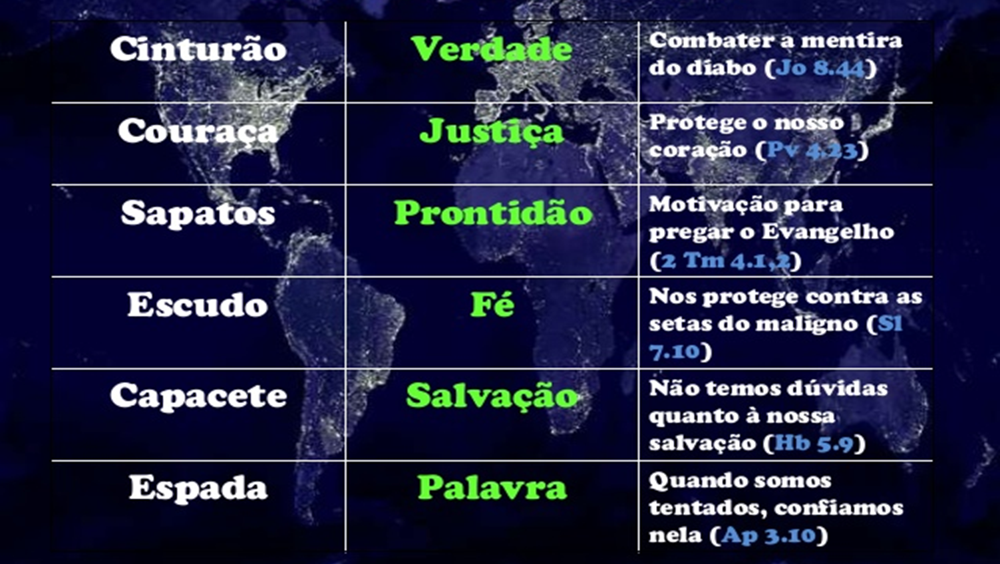 Cinturão
Verdade
Combater a mentira
do diabo (Jo 8.44)
Couraça
Justiça
Protege o nosso
coração (Pv 4.23)
Sapatos
Prontidão
Motivação para
pregar o Evangelho
(2 Tm 4.1,2)
Escudo
Fé
Nos protege contra as
setas do maligno (Sl
7.10)
Capacete
Salvação
Não temos dúvidas
quanto à nossa
salvação (Hb 5.9)
Espada
Palavra
Quando somos
tentados, confiamos
nela (Ap 3.10)